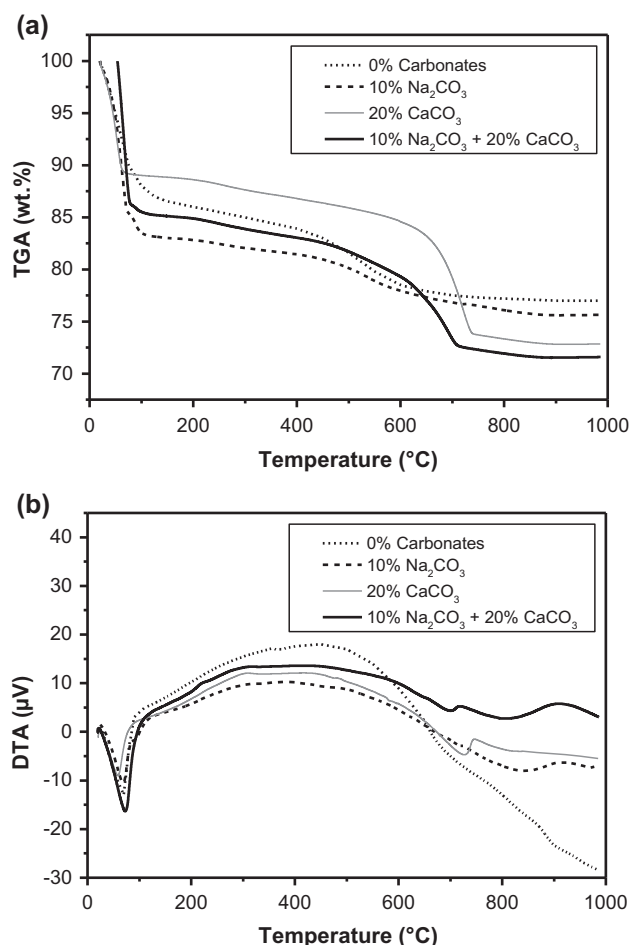 (a)
100
95
90
85
80
75
70
TGA (wt.%)
0% Carbonates
10% Na₂CO₃
20% CaCO₃
10% Na₂CO₃ + 20% CaCO₃
0 200 400 600 800 1000
Temperature (°C)
(b)
45
40
30
20
10
0
-10
-20
-30
DTA (µV)
0% Carbonates
10% Na₂CO₃
20% CaCO₃
10% Na₂CO₃ + 20% CaCO₃
0 200 400 600 800 1000
Temperature (°C)